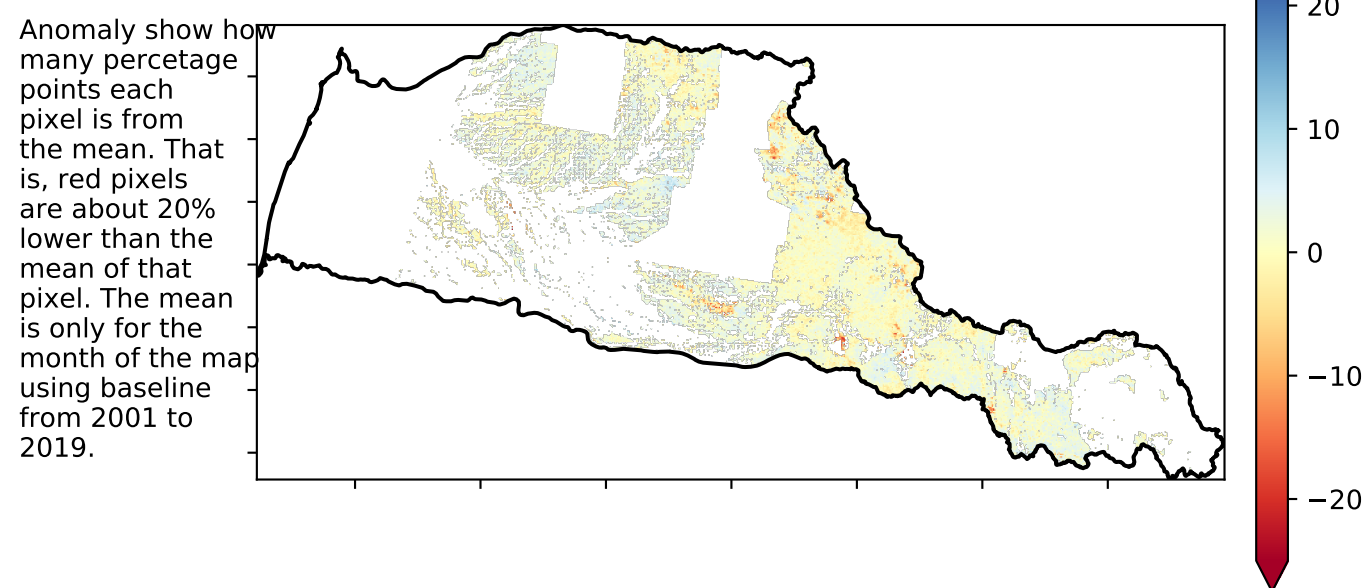 Anomaly show how
many percetage
points each
pixel is from
the mean. That
is, red pixels
are about 20%
lower than the
mean of that
pixel. The mean
is only for the
month of the map
using baseline
from 2001 to
2019.
20
10
0
−10
−20